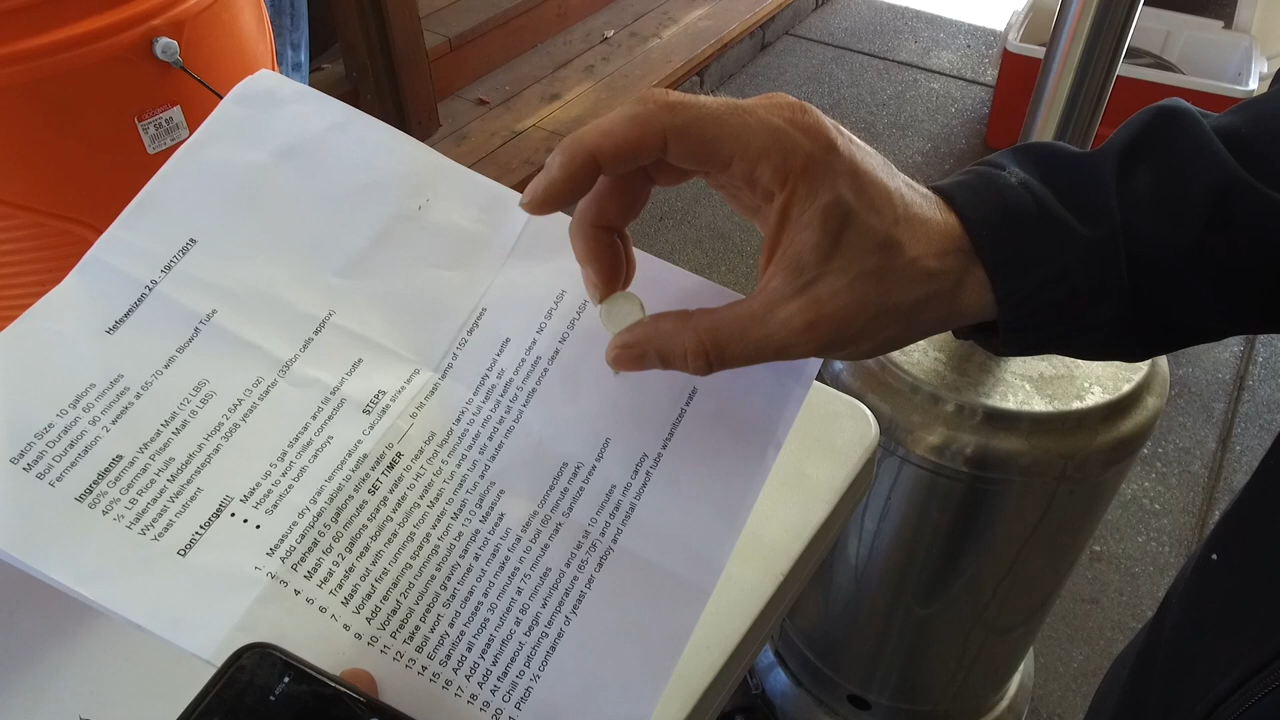 $8.99
Hefeweizen 2.0 - 10/17/2018
Batch Size: 10 gallons
Mash Duration: 60 minutes
Boil Duration: 90 minutes
Fermentation: 2 weeks at 65-70 with Blowoff Tube
Ingredients
60% German Wheat Malt (12 LBS)
40% German Pilsen Malt (8 LBS)
½ LB Rice Hulls
Hallertauer Middelfruh Hops 2.6AA (3 oz)
Wyeast Weihenstephaner 3068 yeast starter (330bn cells approx)
Yeast nutrient
Don't forget!!
Make up 5 gal starsan and fill squirt bottle
Hose to wort chiller connection
Sanitize both carboys
STEPS
1. Measure dry grain temperature. Calculate strike temp.
2. Add campden tablet to kettle
3. Preheat 6.5 gallons strike water to ____ to hit mash temp of 152 degrees
4. Mash for 60 minutes. SET TIMER
5. Heat 9.2 gallons sparge water to near-boil
6. Transfer near-boiling water to HLT (hot liquor task) to empty boil kettle
7. Mash out with near-boiling water for 5 minutes to full kettle, stir.
8. Vorlauf first runnings from Mash Tun and lauter into boil kettle once clear. NO SPLASH
9. Add remaining sparge water to mash tun, stir and let sit for 5 minutes
10. Vorlauf 2nd runnings from Mash Tun and lauter into boil kettle once clear. NO SPLASH
11. Preboil volume should be 13.0 gallons
12. Take preboil gravity sample. Measure
13. Boil wort. Start timer at hot break
14. Empty and clean out mash tun
15. Sanitize hoses and make final sterile connections
16. Add all hops 30 minutes in to boil (60 minute mark)
17. Add yeast nutrient at 75 minute mark. Sanitize brew spoon
18. Add whirlfloc at 80 minutes
19. At flameout, begin whirlpool and let sit 10 minutes
20. Chill to pitching temperature (65-70F) and drain into carboy
1. Pitch ½ container of yeast per carboy and install blowoff tube w/sanitized water